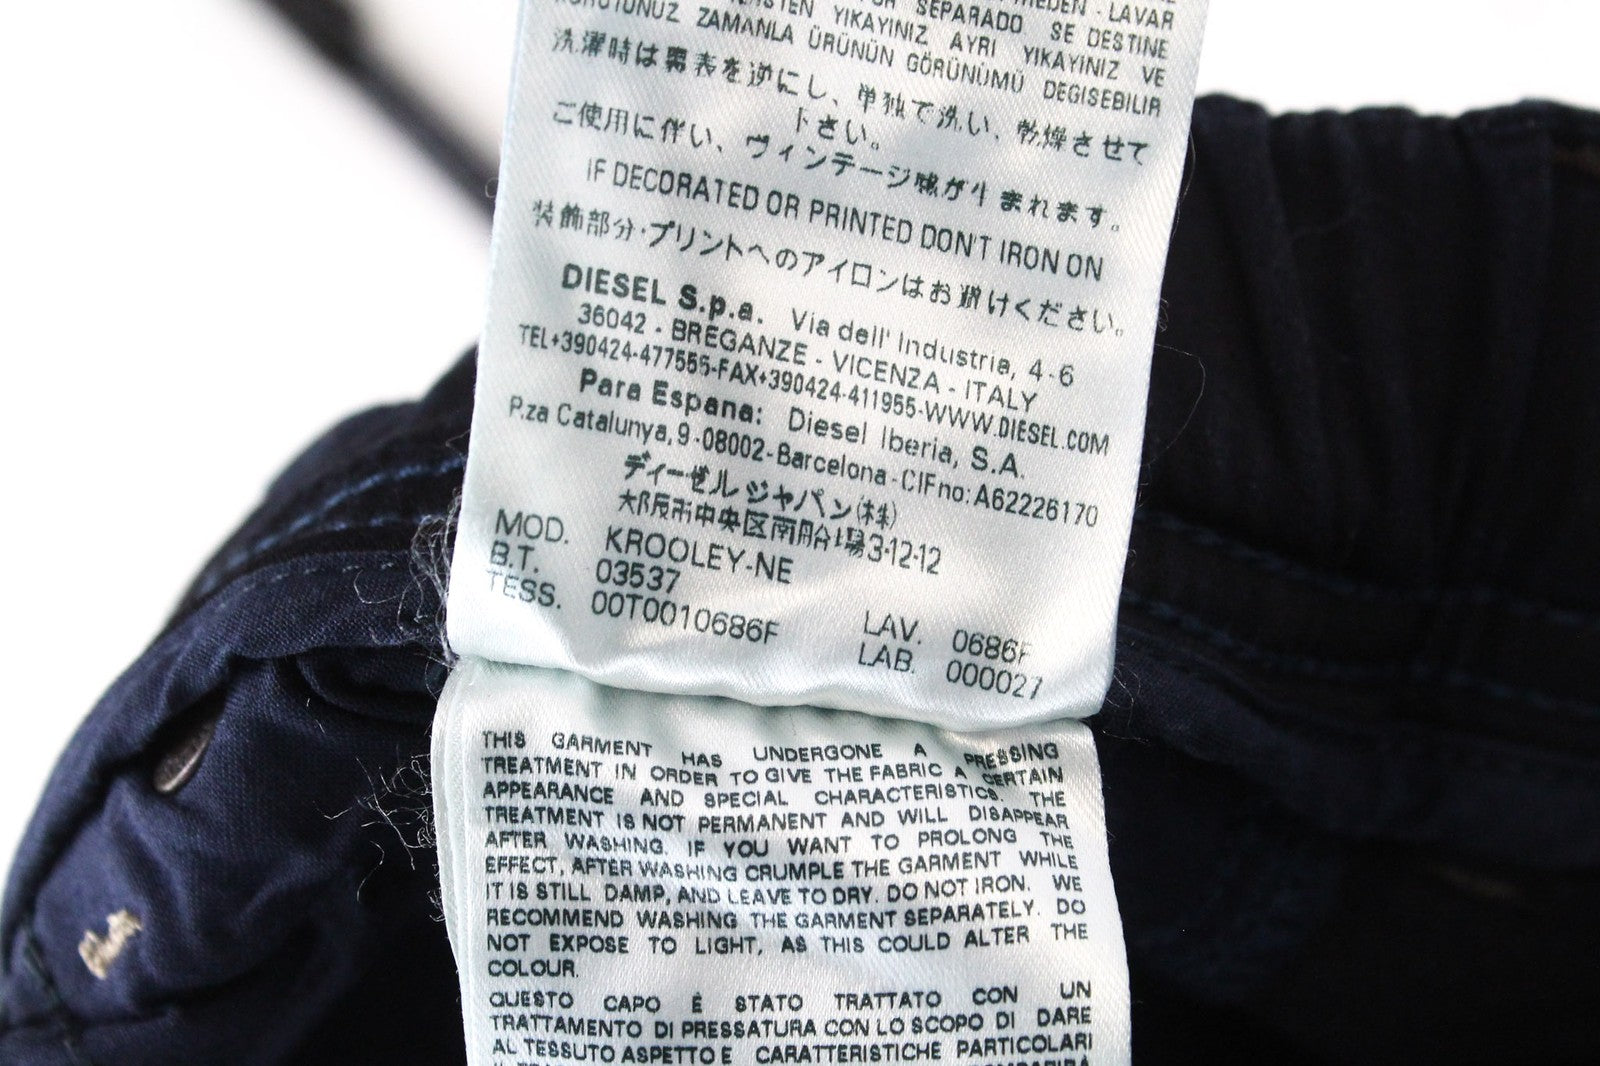 LAVAR
SEPARADO SE DESTINE
YIKAYINIZ AYRI YIKAYINIZ VE
ZAMANLA ÜRÜNÜN GÖRÜNÜMÜ DEGISEBILIR
洗濯時は裏表を逆にし、単独で洗い、乾燥させて
下さい。
ご使用に伴い、ヴィンテージ感が生まれます。
IF DECORATED OR PRINTED DON'T IRON ON
装飾部分・プリントへのアイロンはお避けください。
DIESEL S.p.a. Via dell' Industria, 4-6
36042 - BREGANZE - VICENZA - ITALY
TEL+390424-477555-FAX+390424-411955-WWW.DIESEL.COM
Para Espana: Diesel Iberia, S.A.
P.za Catalunya, 9 -08002-Barcelona -CIFno: A62226170
ディーゼル ジャパン(株)
大阪市中央区南船場3-12-12
MOD. KROOLEY-NE
B.T. 03537 LAV. 0686F
TESS. 00T0010686F LAB. 000027
THIS GARMENT HAS UNDERGONE A PRESSING
TREATMENT IN ORDER TO GIVE THE FABRIC A CERTAIN
APPEARANCE AND SPECIAL CHARACTERISTICS. THE
TREATMENT IS NOT PERMANENT AND WILL DISAPPEAR
AFTER WASHING. IF YOU WANT TO PROLONG THE
EFFECT, AFTER WASHING CRUMPLE THE GARMENT WHILE
IT IS STILL DAMP, AND LEAVE TO DRY. DO NOT IRON. WE
RECOMMEND WASHING THE GARMENT SEPARATELY. DO
NOT EXPOSE TO LIGHT, AS THIS COULD ALTER THE
COLOUR.
QUESTO CAPO È STATO TRATTATO CON UN
TRATTAMENTO DI PRESSATURA CON LO SCOPO DI DARE
AL TESSUTO ASPETTO E CARATTERISTICHE PARTICOLARI